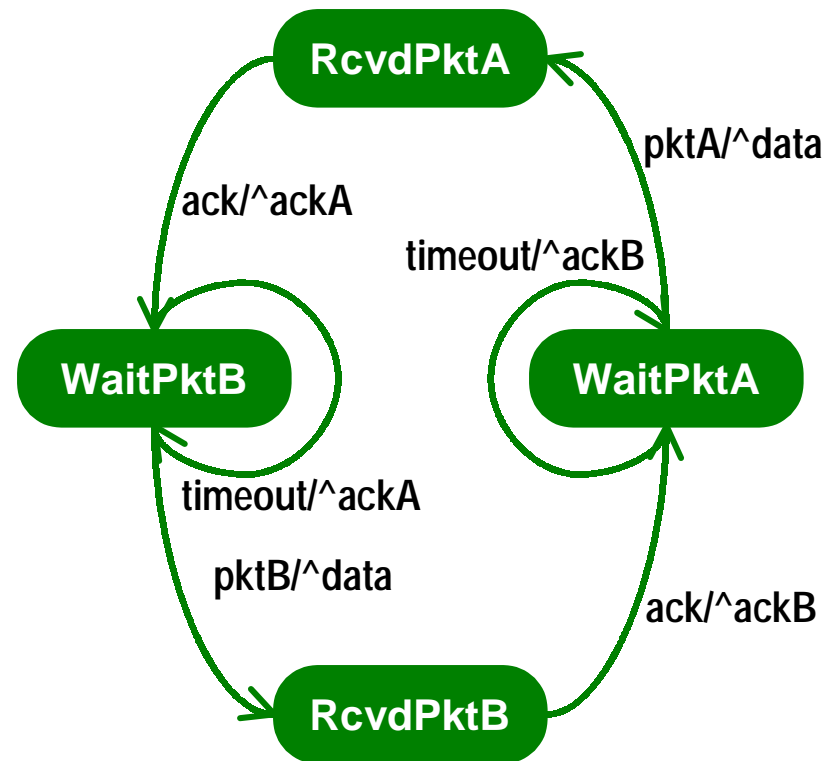 RcvdPktA
pktA/^data
ack/^ackA
timeout/^ackB
WaitPktB
WaitPktA
timeout/^ackA
pktB/^data
ack/^ackB
RcvdPktB